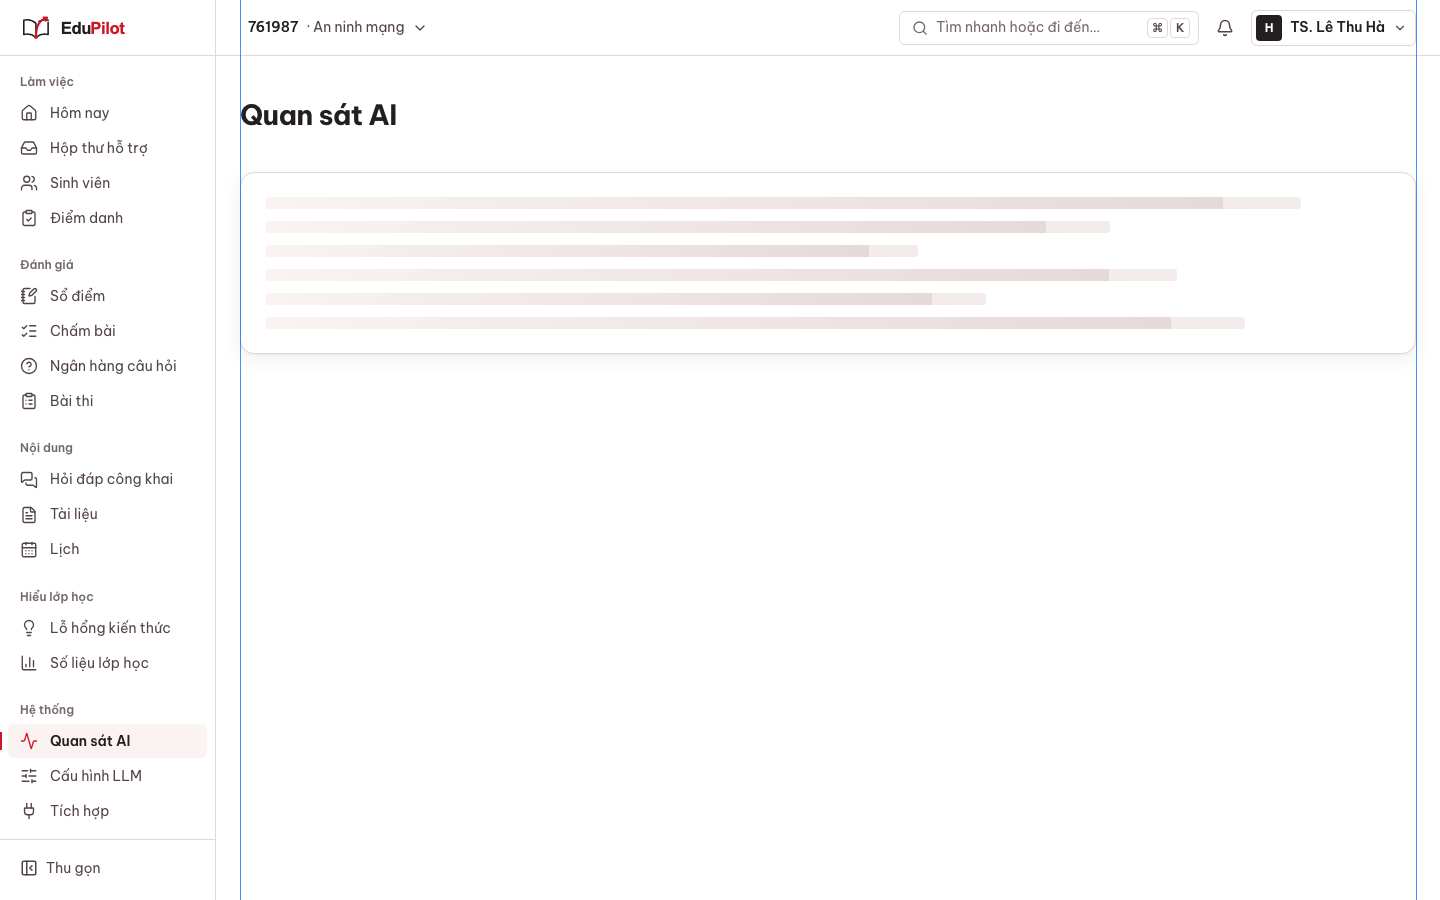 EduPilot
761987 · An ninh mạng
Tìm nhanh hoặc đi đến...
⌘ K
H
TS. Lê Thu Hà
Làm việc
Hôm nay
Hộp thư hỗ trợ
Sinh viên
Điểm danh
Đánh giá
Sổ điểm
Chấm bài
Ngân hàng câu hỏi
Bài thi
Nội dung
Hỏi đáp công khai
Tài liệu
Lịch
Hiểu lớp học
Lỗ hổng kiến thức
Số liệu lớp học
Hệ thống
Quan sát AI
Cấu hình LLM
Tích hợp
Thu gọn
Quan sát AI